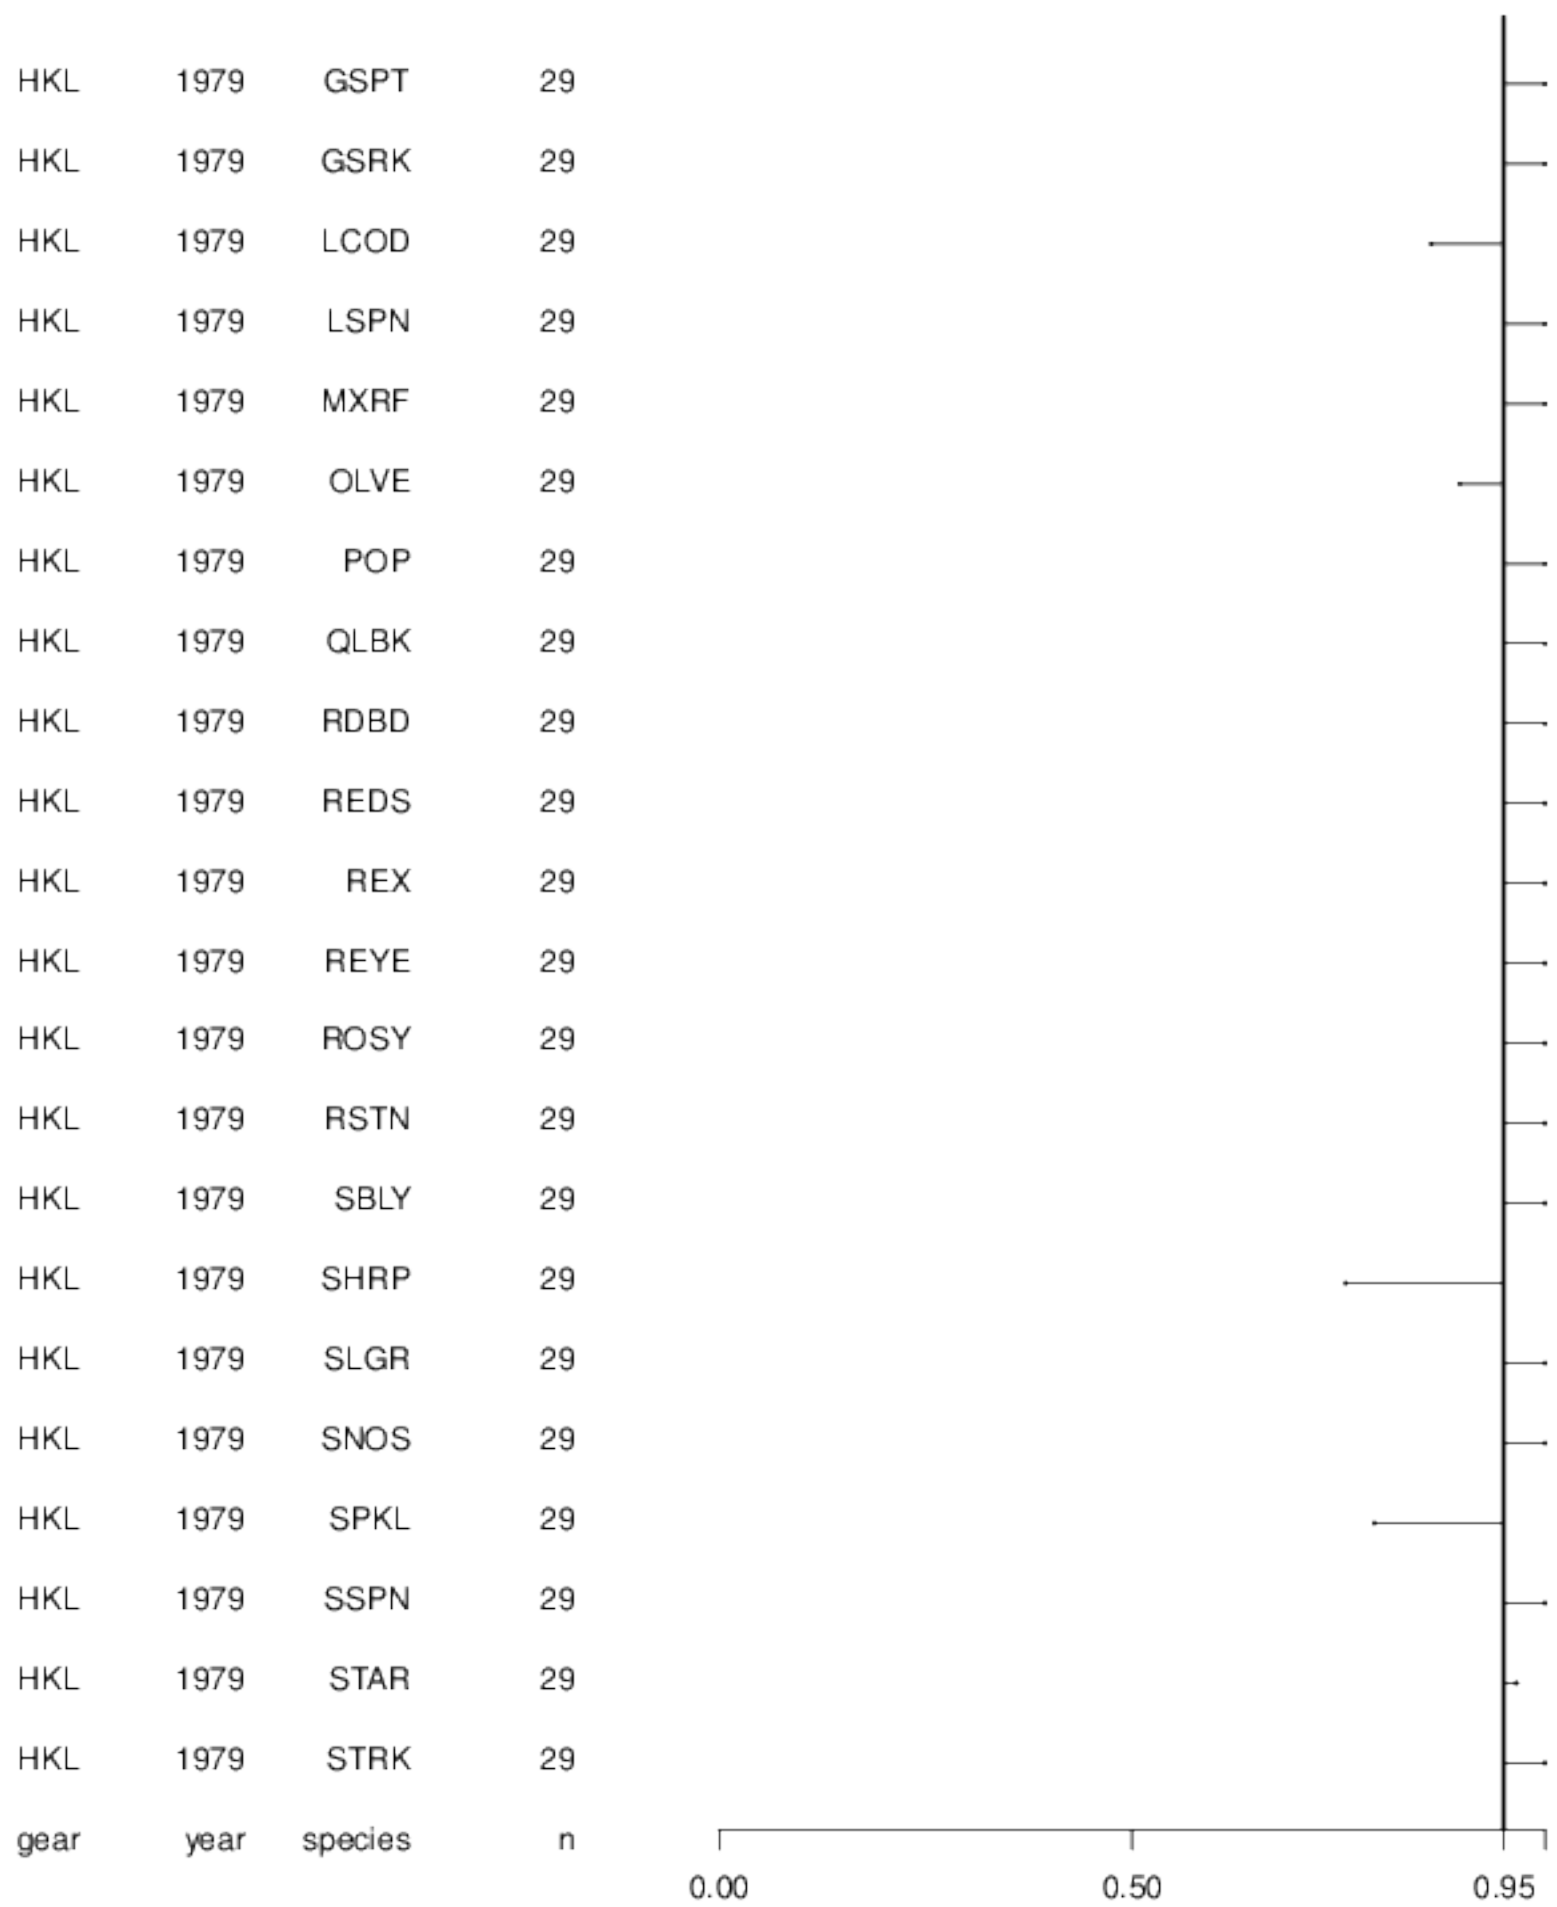 HKL 1979 GSPT 29
HKL 1979 GSRK 29
HKL 1979 LCOD 29
HKL 1979 LSPN 29
HKL 1979 MXRF 29
HKL 1979 OLVE 29
HKL 1979 POP 29
HKL 1979 QLBK 29
HKL 1979 RDBD 29
HKL 1979 REDS 29
HKL 1979 REX 29
HKL 1979 REYE 29
HKL 1979 ROSY 29
HKL 1979 RSTN 29
HKL 1979 SBLY 29
HKL 1979 SHRP 29
HKL 1979 SLGR 29
HKL 1979 SNOS 29
HKL 1979 SPKL 29
HKL 1979 SSPN 29
HKL 1979 STAR 29
HKL 1979 STRK 29
gear year species n
0.00 0.50 0.95